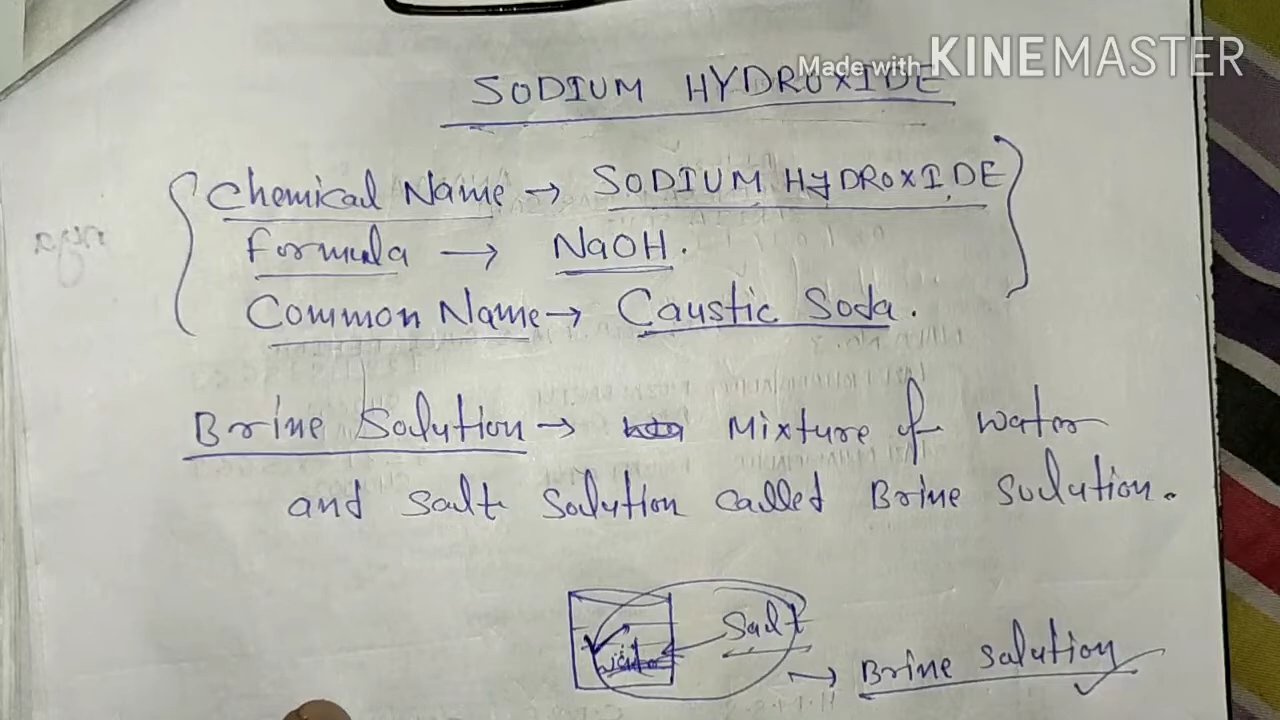 Made with KINEMASTER
SODIUM HYDROXIDE
Chemical Name → SODIUM HYDROXIDE
Formula → NaOH.
Common Name → Caustic Soda.
Brine Solution → Mixture of water
and Salt Solution called Brine Solution.
Salt
water
→ Brine Solution